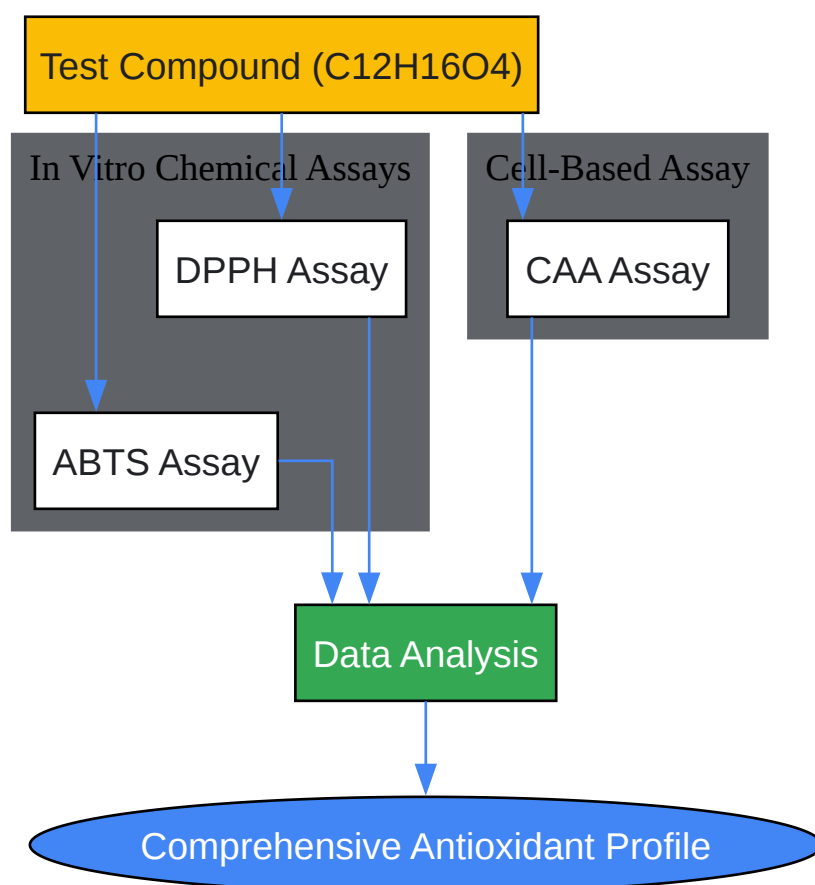 Test Compound (C12H16O4)
In Vitro Chemical Assays
Cell-Based Assay
DPPH Assay
CAA Assay
ABTS Assay
Data Analysis
Comprehensive Antioxidant Profile